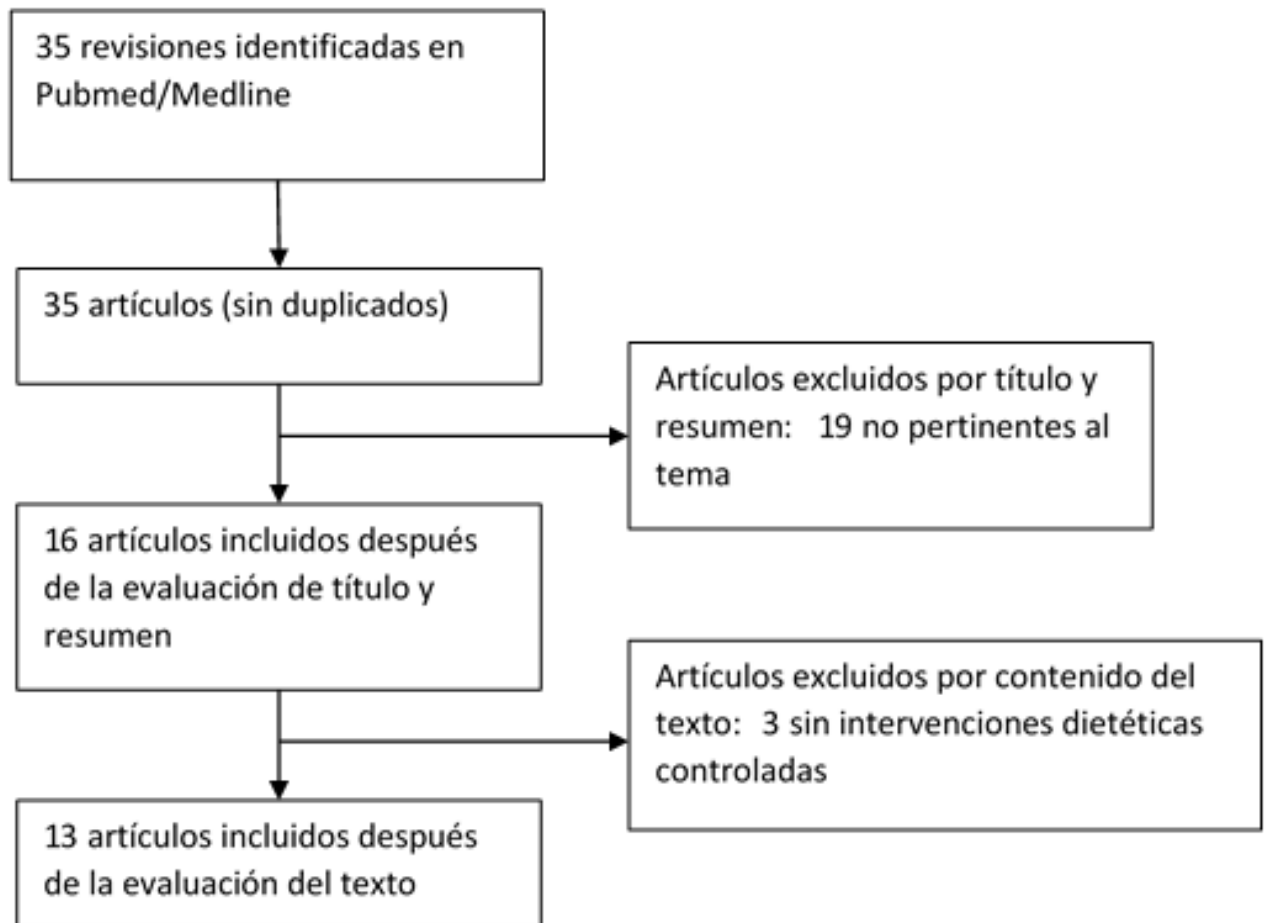 35 revisiones identificadas en
Pubmed/Medline
35 artículos (sin duplicados)
Artículos excluidos por título y
resumen: 19 no pertinentes al
tema
16 artículos incluidos después
de la evaluación de título y
resumen
Artículos excluidos por contenido del
texto: 3 sin intervenciones dietéticas
controladas
13 artículos incluidos después
de la evaluación del texto